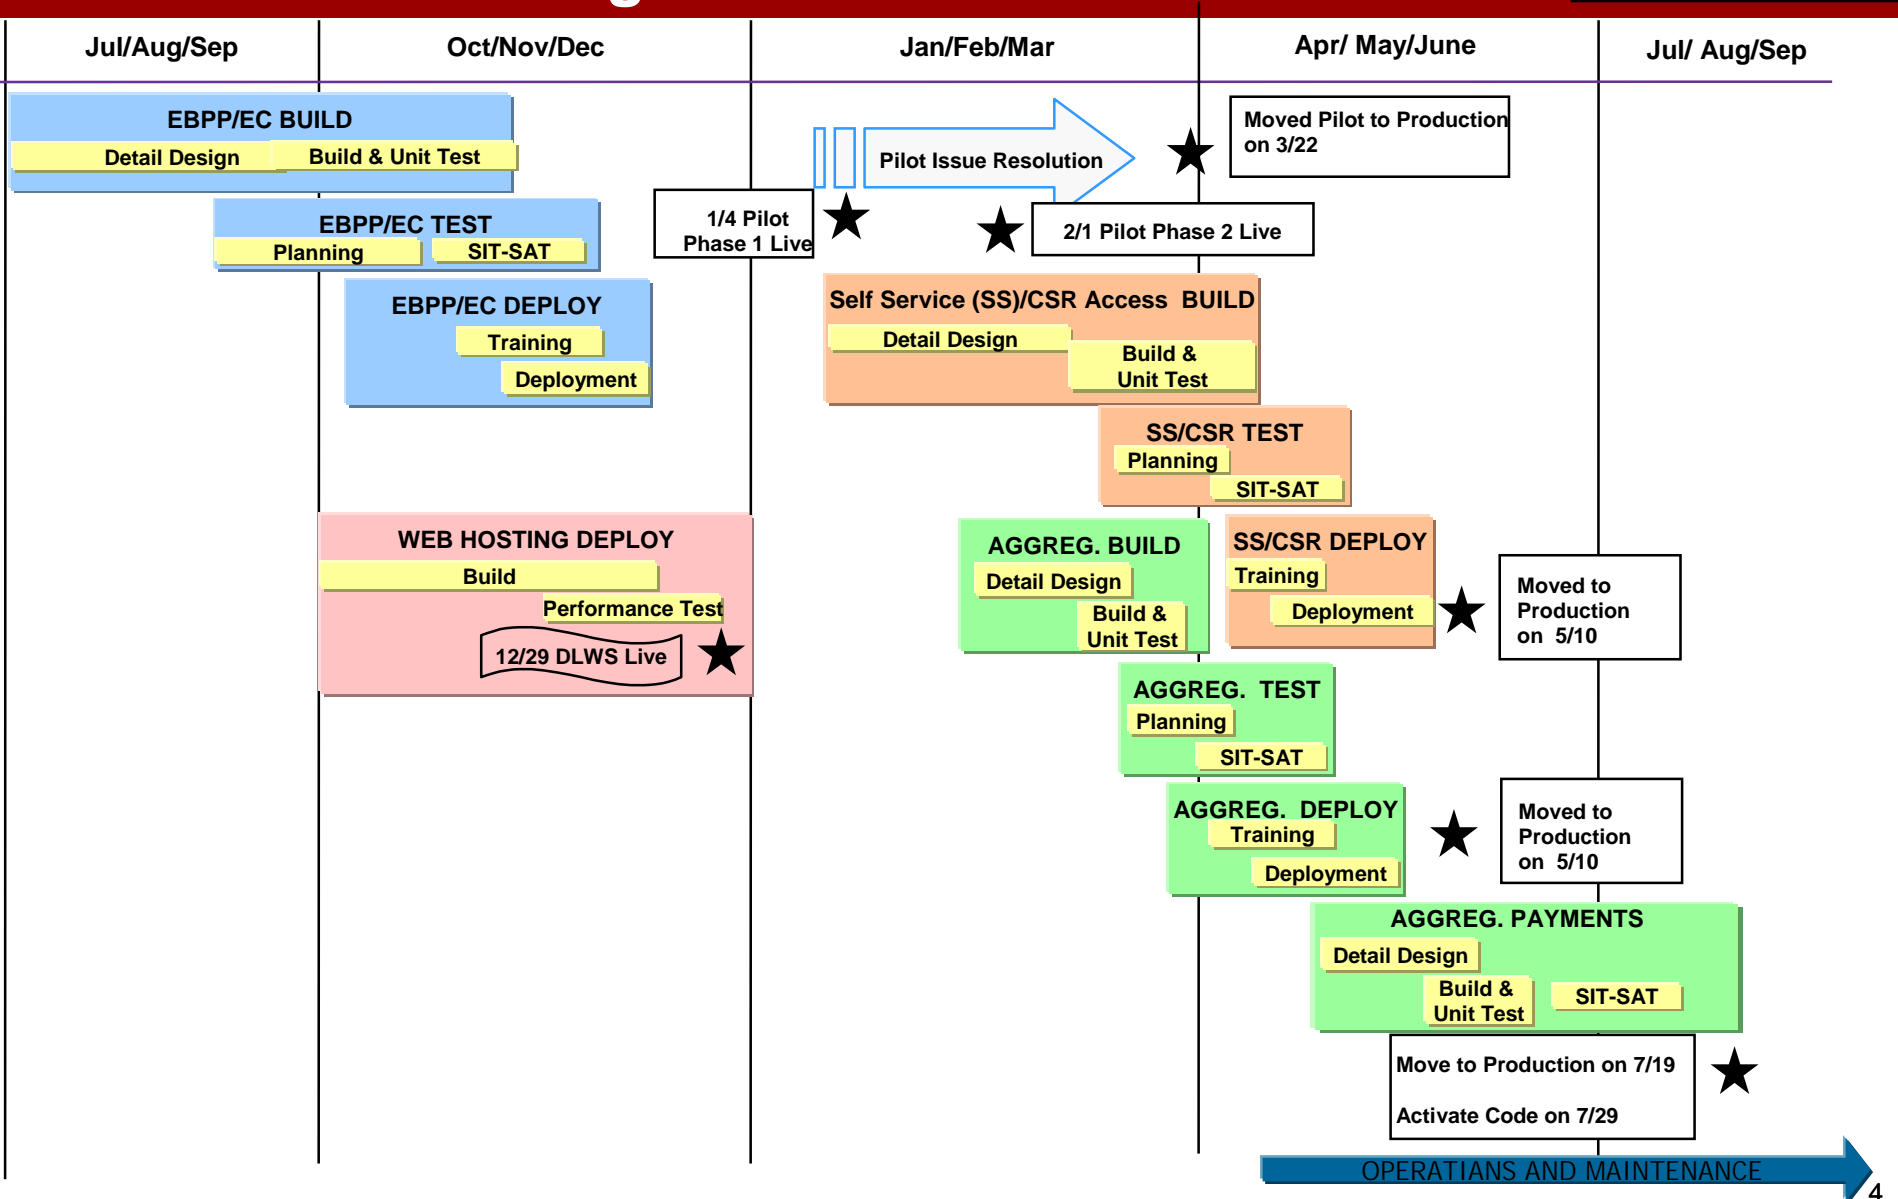 Jul/Aug/Sep
Oct/Nov/Dec
Jan/Feb/Mar
Apr/ May/June
Jul/ Aug/Sep
EBPP/EC BUILD
Detail Design
Build & Unit Test
EBPP/EC TEST
Planning
SIT-SAT
EBPP/EC DEPLOY
Training
Deployment
Pilot Issue Resolution
Moved Pilot to Production
on 3/22
1/4 Pilot
Phase 1 Live
2/1 Pilot Phase 2 Live
Self Service (SS)/CSR Access  BUILD
Detail Design
Build &
Unit Test
SS/CSR TEST
Planning
SIT-SAT
WEB HOSTING DEPLOY
Build
Performance Test
12/29 DLWS Live
AGGREG. BUILD
Detail Design
Build &
Unit Test
SS/CSR DEPLOY
Training
Deployment
Moved to
Production
on  5/10
AGGREG.  TEST
Planning
SIT-SAT
AGGREG.  DEPLOY
Training
Deployment
Moved to
Production
on  5/10
AGGREG. PAYMENTS
Detail Design
Build &
Unit Test
SIT-SAT
Move to Production on 7/19
Activate Code on 7/29
OPERATIANS AND MAINTENANCE
4